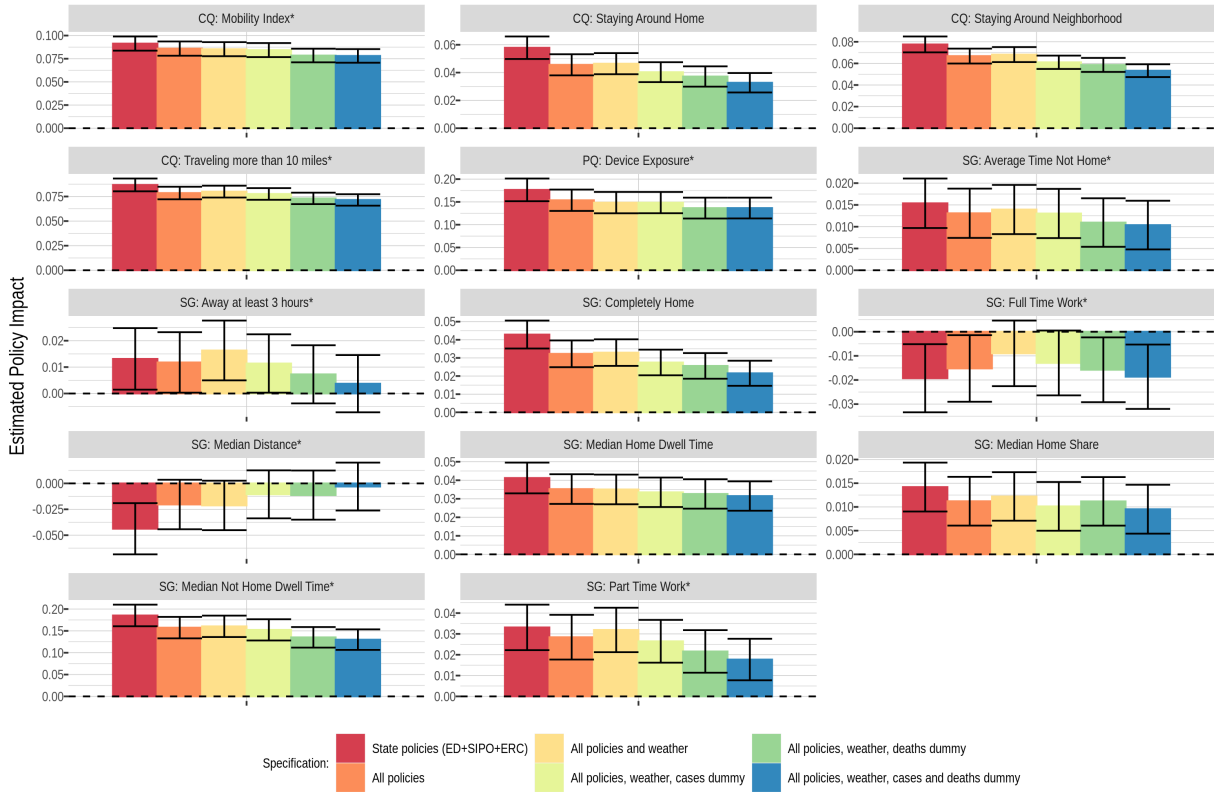 CQ: Mobility Index*
CQ: Staying Around Home
CQ: Staying Around Neighborhood
0.100
0.075
0.050
0.025
0.000
0.06
0.04
0.02
0.00
0.08
0.06
0.04
0.02
0.00
CQ: Traveling more than 10 miles*
PQ: Device Exposure*
SG: Average Time Not Home*
0.075
0.050
0.025
0.000
0.20
0.15
0.10
0.05
0.00
0.020
0.015
0.010
0.005
0.000
Estimated Policy Impact
SG: Away at least 3 hours*
SG: Completely Home
SG: Full Time Work*
0.02
0.01
0.00
0.05
0.04
0.03
0.02
0.01
0.00
0.00
-0.01
-0.02
-0.03
SG: Median Distance*
SG: Median Home Dwell Time
SG: Median Home Share
0.000
-0.025
-0.050
0.05
0.04
0.03
0.02
0.01
0.00
0.020
0.015
0.010
0.005
0.000
SG: Median Not Home Dwell Time*
SG: Part Time Work*
0.20
0.15
0.10
0.05
0.00
0.04
0.03
0.02
0.01
0.00
Specification:
State policies (ED+SIPO+ERC)
All policies
All policies and weather
All policies, weather, cases dummy
All policies, weather, deaths dummy
All policies, weather, cases and deaths dummy